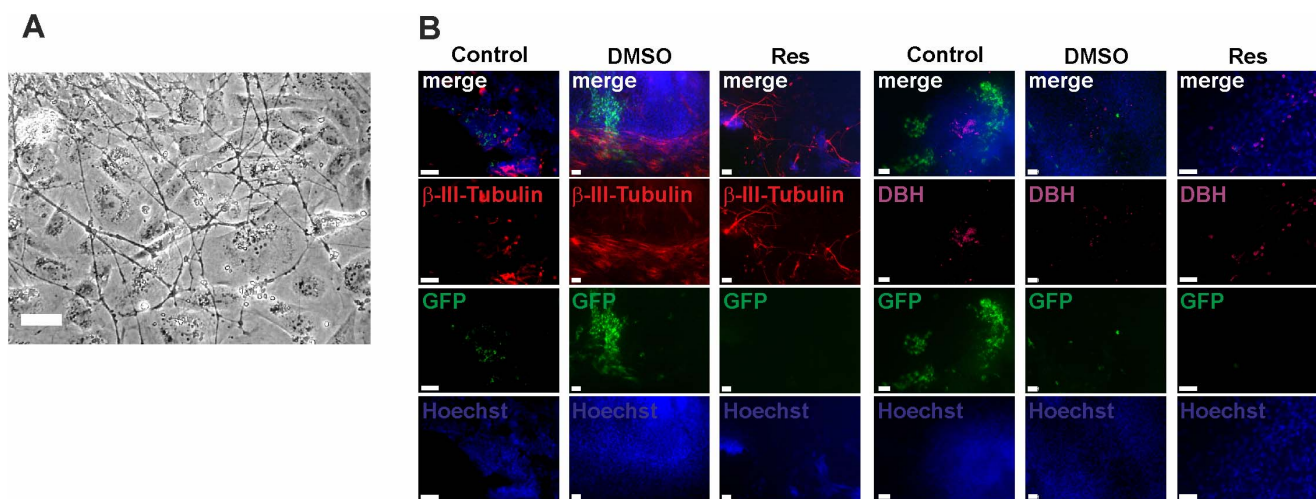 A
B
Control DMSO Res Control DMSO Res
merge merge merge merge merge merge
β-III-Tubulin β-III-Tubulin β-III-Tubulin DBH DBH DBH
GFP GFP GFP GFP GFP GFP
Hoechst Hoechst Hoechst Hoechst Hoechst Hoechst